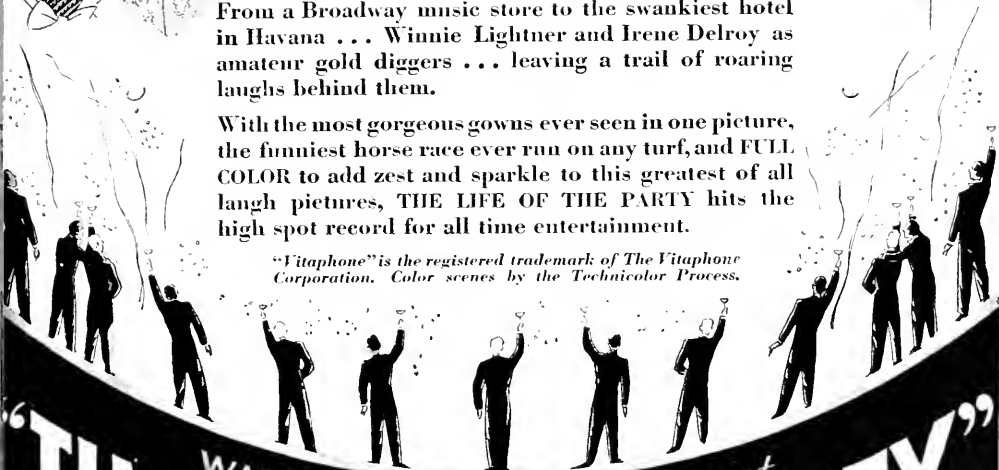 From a Broadway music store to the swankiest hotel
in Havana ... Winnie Lightner and Irene Delroy as
amateur gold diggers ... leaving a trail of roaring
laughs behind them.
With the most gorgeous gowns ever seen in one picture,
the funniest horse race ever run on any turf, and FULL
COLOR to add zest and sparkle to this greatest of all
laugh pictures, THE LIFE OF THE PARTY hits the
high spot record for all time entertainment.
"Vitaphone" is the registered trademark of The Vitaphone
Corporation. Color scenes by the Technicolor Process.